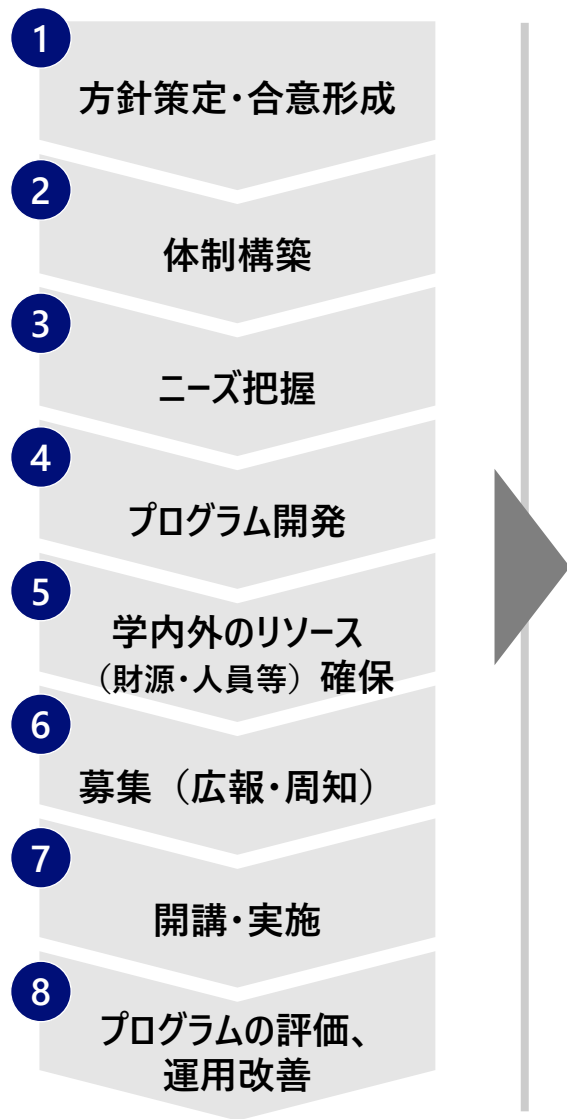 1
方針策定・合意形成
2
体制構築
3
ニーズ把握
4
プログラム開発
5
学内外のリソース
（財源・人員等）確保
6
募集（広報・周知）
7
開講・実施
8
プログラムの評価、
運用改善